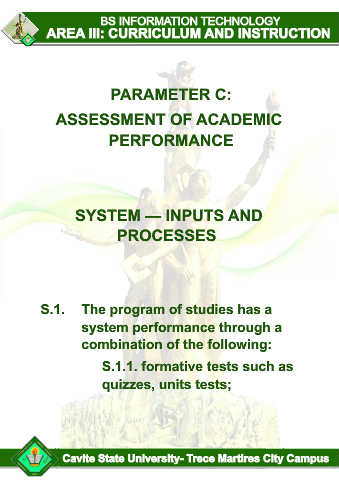 BS INFORMATION TECHNOLOGY
AREA III: CURRICULUM AND INSTRUCTION
PARAMETER C:
ASSESSMENT OF ACADEMIC
PERFORMANCE
SYSTEM — INPUTS AND
PROCESSES
S.1. The program of studies has a
system performance through a
combination of the following:
S.1.1. formative tests such as
quizzes, units tests;
Cavite State University- Trece Martires City Campus